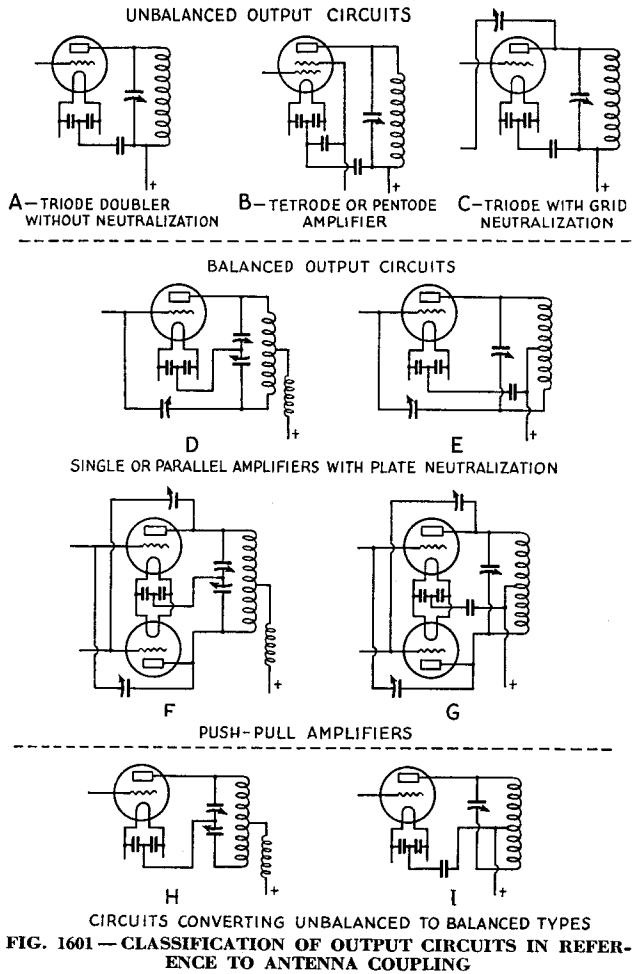 UNBALANCED OUTPUT CIRCUITS
+
+
+
A—TRIODE DOUBLER
WITHOUT NEUTRALIZATION
B—TETRODE OR PENTODE
AMPLIFIER
C—TRIODE WITH GRID
NEUTRALIZATION
BALANCED OUTPUT CIRCUITS
+
+
D
E
SINGLE OR PARALLEL AMPLIFIERS WITH PLATE NEUTRALIZATION
+
+
F
G
PUSH-PULL AMPLIFIERS
+
+
H
I
CIRCUITS CONVERTING UNBALANCED TO BALANCED TYPES
FIG. 1601—CLASSIFICATION OF OUTPUT CIRCUITS IN REFER-
ENCE TO ANTENNA COUPLING